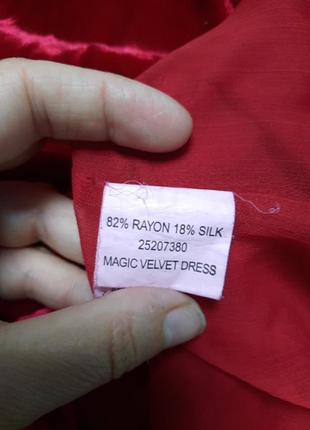 82% RAYON 18% SILK
25207380
MAGIC VELVET DRESS